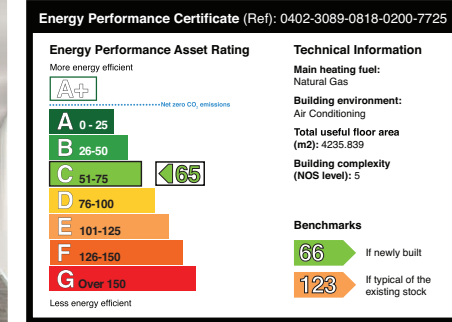 Energy Performance Certificate (Ref): 0402-3089-0818-0200-7725
Energy Performance Asset Rating
More energy efficient
A+
Net zero CO2 emissions
A 0 - 25
B 26-50
C 51-75
65
D 76-100
E 101-125
F 126-150
G Over 150
Less energy efficient
Technical Information
Main heating fuel:
Natural Gas
Building environment:
Air Conditioning
Total useful floor area
(m2): 4235.839
Building complexity
(NOS level): 5
Benchmarks
66 If newly built
123 If typical of the
existing stock